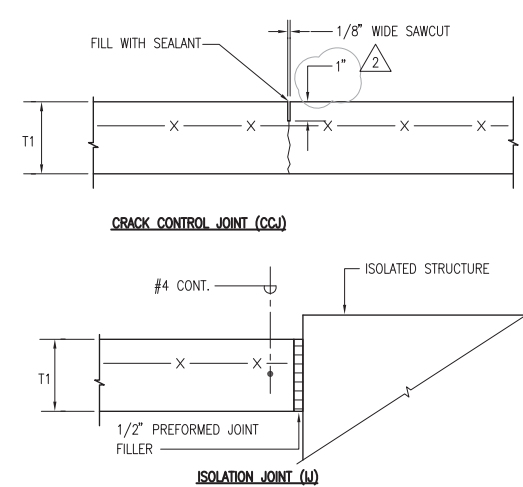 1/8" WIDE SAWCUT
FILL WITH SEALANT
1"
2
T1
X X X X X
CRACK CONTROL JOINT (CCJ)
ISOLATED STRUCTURE
#4 CONT.
T1
X X
1/2" PREFORMED JOINT
FILLER
ISOLATION JOINT (IJ)